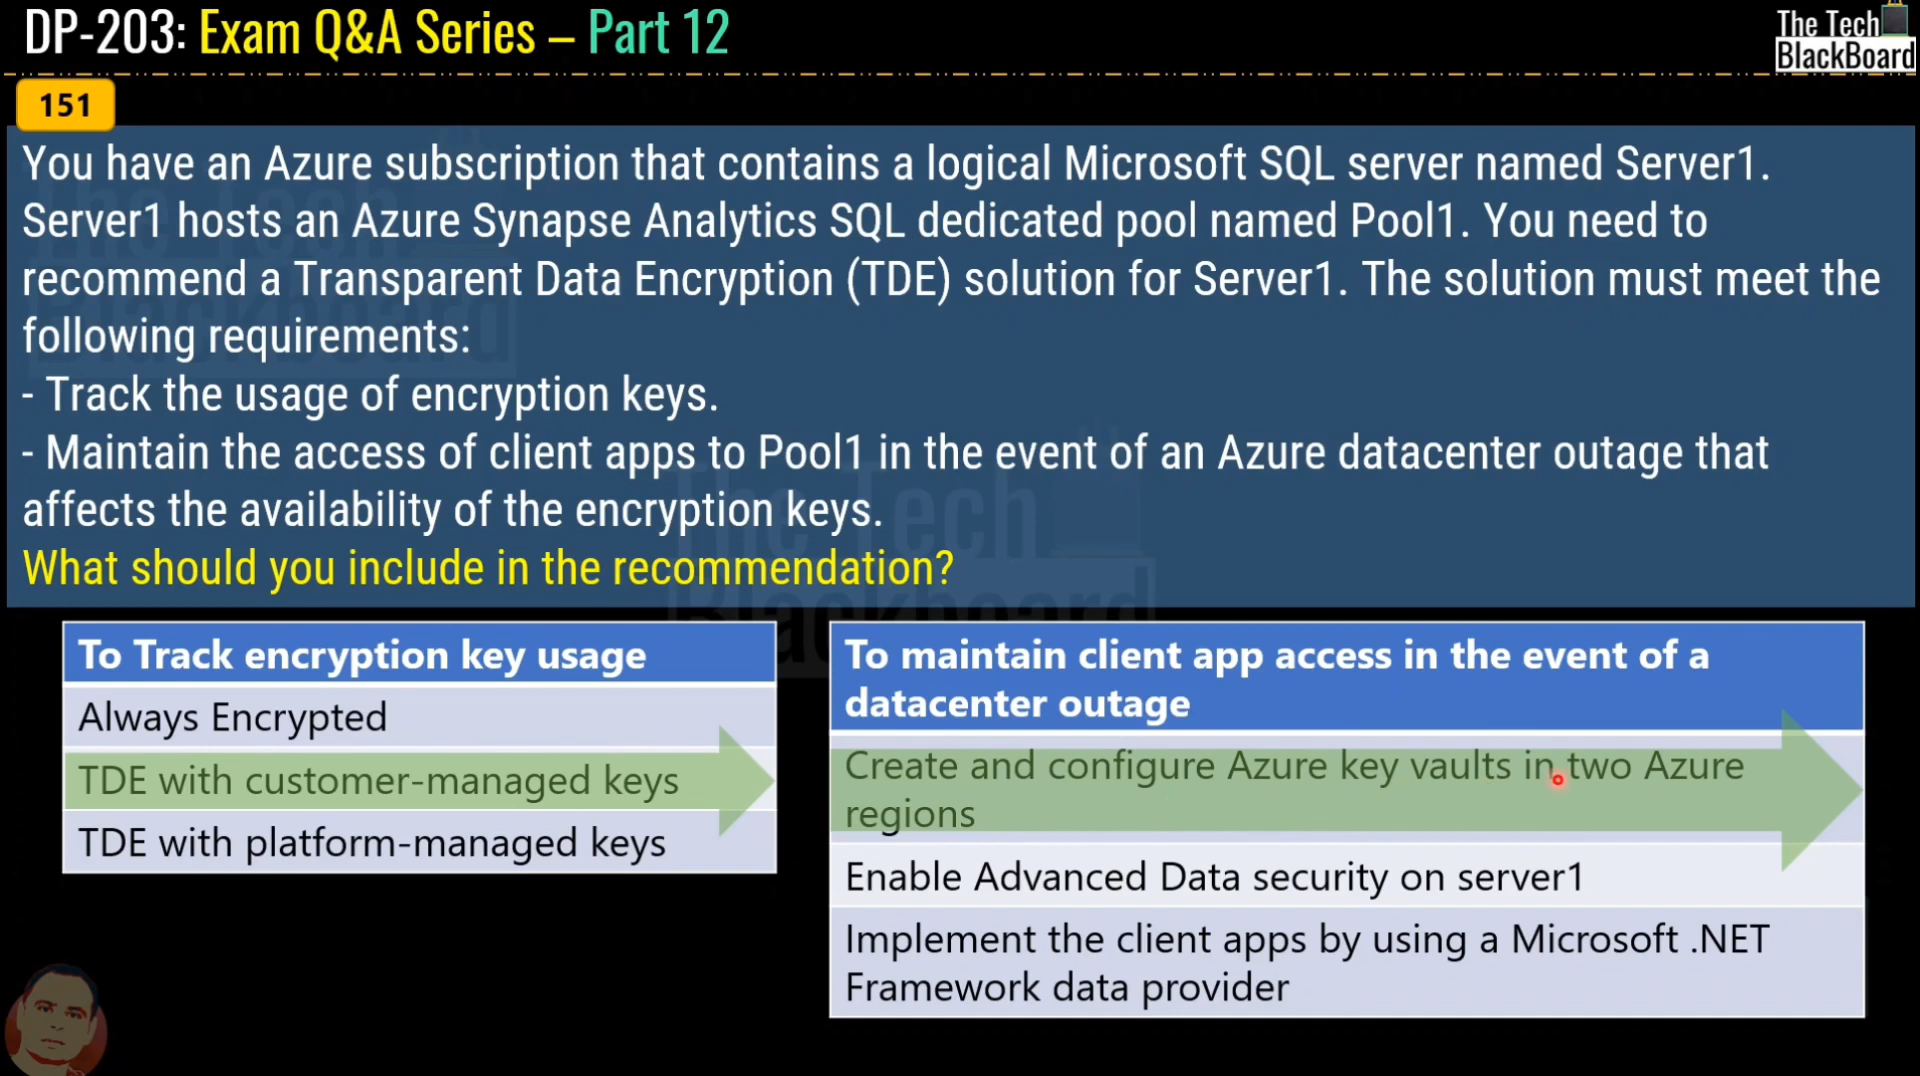 DP-203: Exam Q&A Series – Part 12
The Tech
BlackBoard
151
You have an Azure subscription that contains a logical Microsoft SQL server named Server1.
Server1 hosts an Azure Synapse Analytics SQL dedicated pool named Pool1. You need to
recommend a Transparent Data Encryption (TDE) solution for Server1. The solution must meet the
following requirements:
- Track the usage of encryption keys.
- Maintain the access of client apps to Pool1 in the event of an Azure datacenter outage that
affects the availability of the encryption keys.
What should you include in the recommendation?
To Track encryption key usage
Always Encrypted
TDE with customer-managed keys
TDE with platform-managed keys
To maintain client app access in the event of a
datacenter outage
Create and configure Azure key vaults in two Azure
regions
Enable Advanced Data security on server1
Implement the client apps by using a Microsoft .NET
Framework data provider
The Tech
Blackboard
The Tech
Blackboard